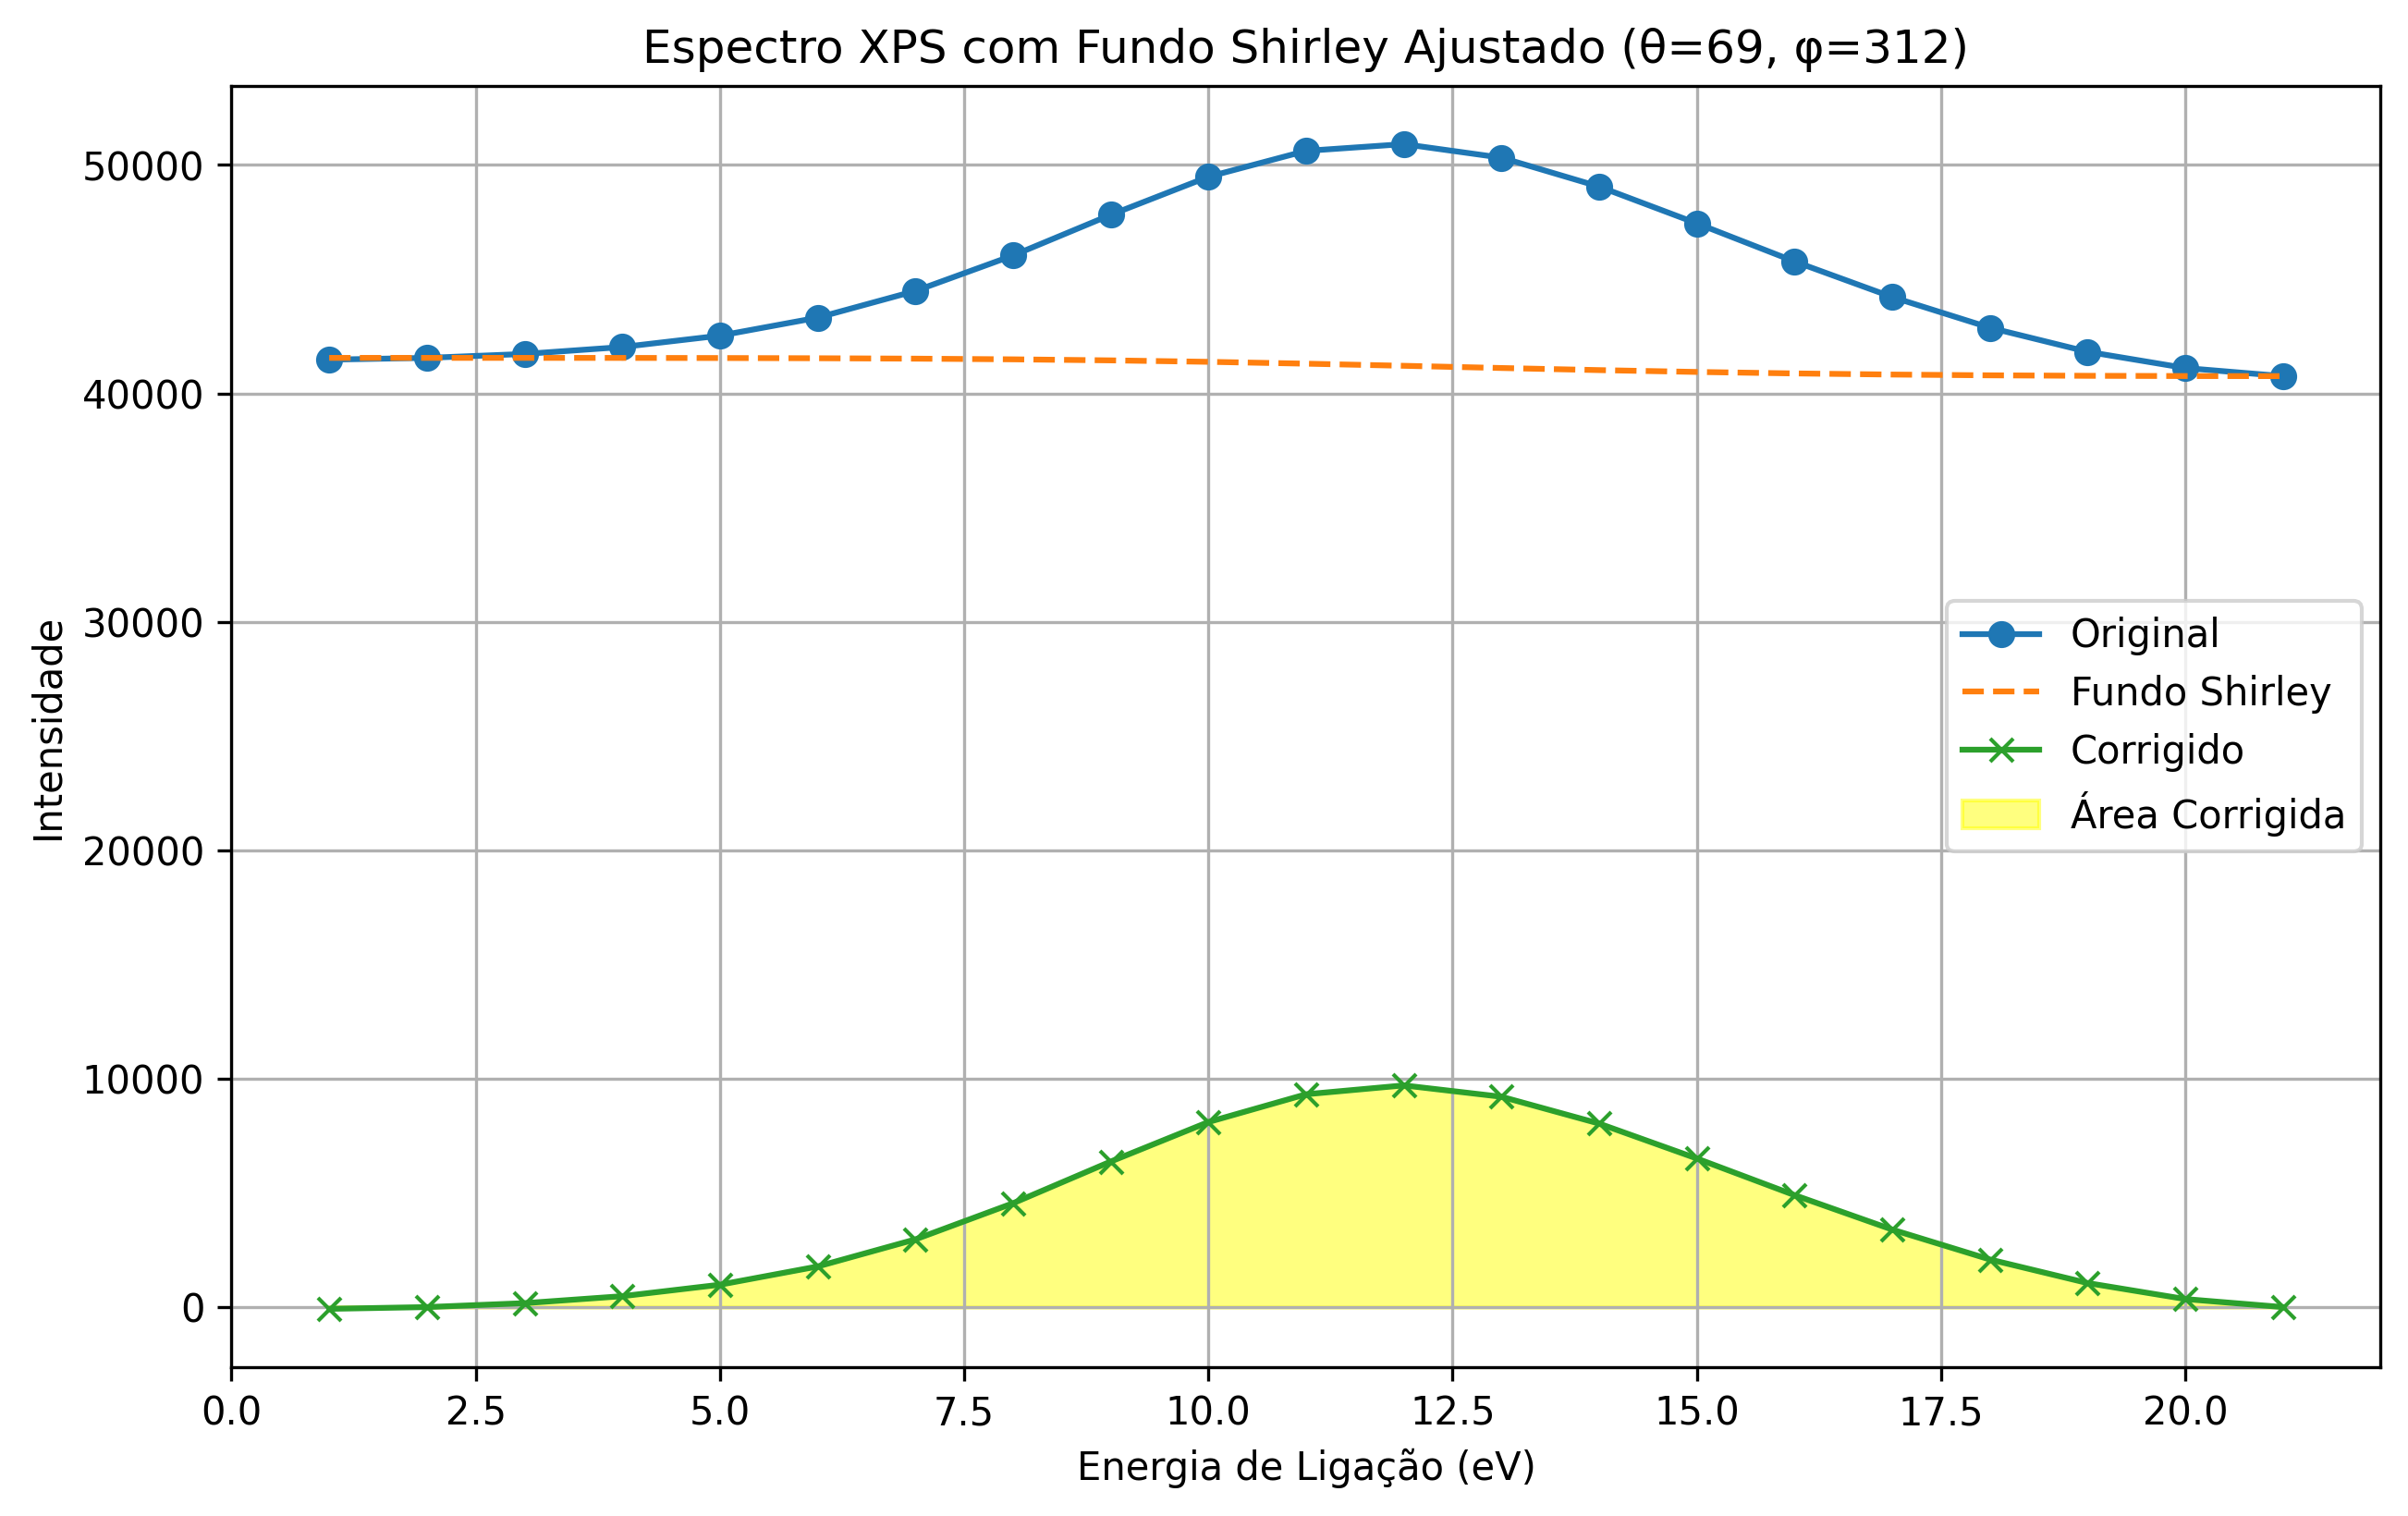 Espectro XPS com Fundo Shirley Ajustado (θ=69, φ=312)
Intensidade
50000
40000
30000
20000
10000
0
Original
Fundo Shirley
Corrigido
Área Corrigida
0.0 2.5 5.0 7.5 10.0 12.5 15.0 17.5 20.0
Energia de Ligação (eV)